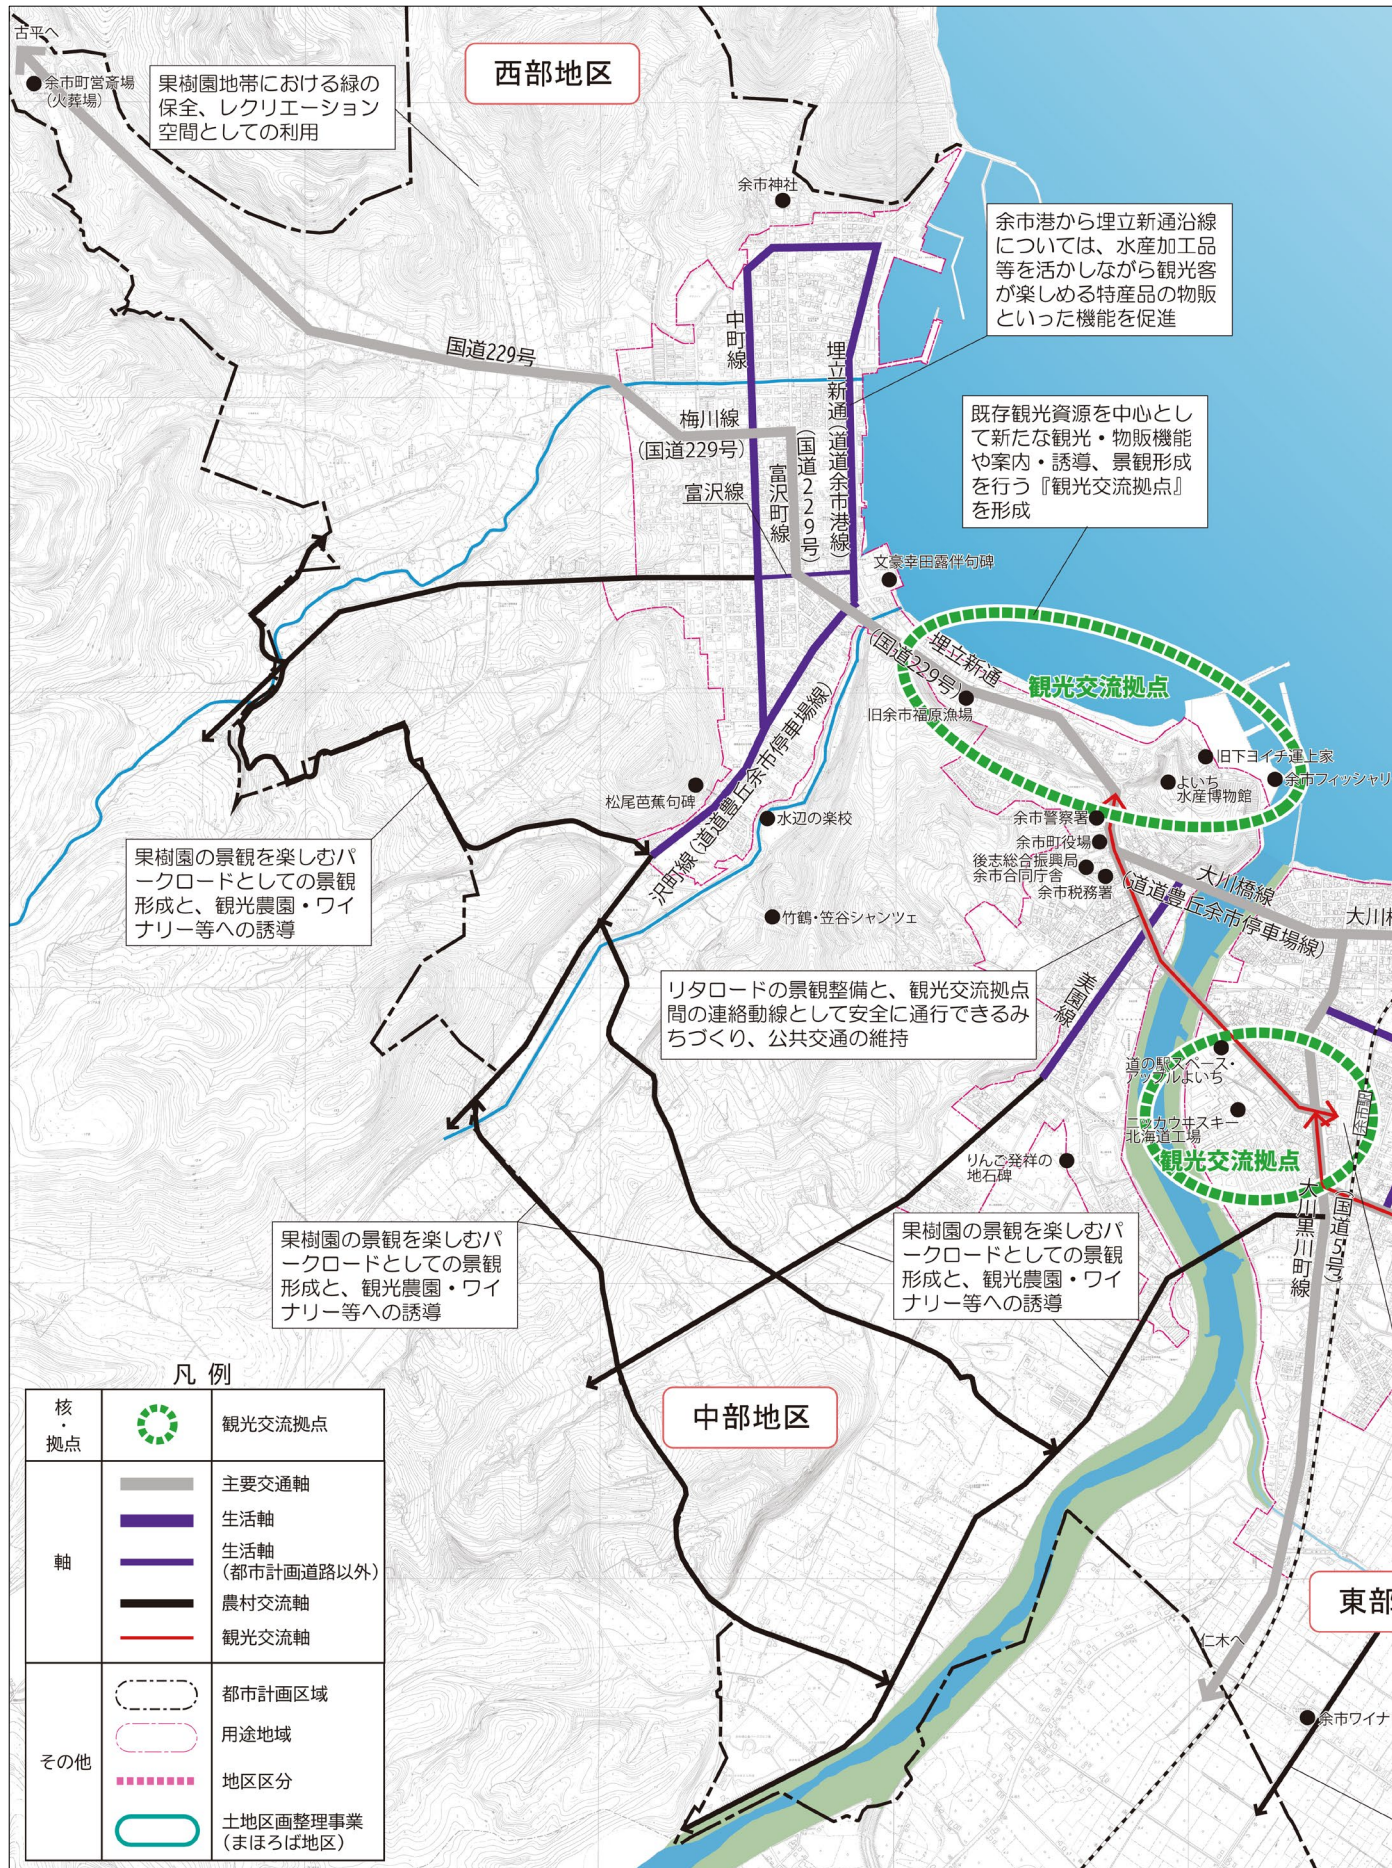 古平へ
余市町営斎場
(火葬場)
西部地区
果樹園地帯における緑の
保全、レクリエーション
空間としての利用
余市神社
余市港から埋立新通沿線
については、水産加工品
等を活かしながら観光客
が楽しめる特産品の物販
といった機能を促進
国道229号
中町線
埋立新通(道道余市港線)
梅川線
(国道229号)
富沢線
富沢町線
(国道229号)
既存観光資源を中心とし
て新たな観光・物販機能
や案内・誘導、景観形成
を行う『観光交流拠点』
を形成
文豪幸田露伴句碑
埋立新通
(国道229号)
観光交流拠点
旧余市福原漁場
旧下ヨイチ運上家
よいち
水産博物館
余市フィッシャリ
松尾芭蕉句碑
水辺の楽校
沢町線(道道豊丘余市停車場線)
余市警察署
余市町役場
後志総合振興局
余市合同庁舎
余市税務署
大川橋線
(道道豊丘余市停車場線)
大川橋
果樹園の景観を楽しむパ
ークロードとしての景観
形成と、観光農園・ワイ
ナリー等への誘導
竹鶴・笠谷シャンツェ
リタロードの景観整備と、観光交流拠点
間の連絡動線として安全に通行できるみ
ちづくり、公共交通の維持
美園線
道の駅スペース・
アップルよいち
ニッカウヰスキー
北海道工場
余市駅
観光交流拠点
りんご発祥の
地石碑
大川黒川町線
(国道5号)
果樹園の景観を楽しむパ
ークロードとしての景観
形成と、観光農園・ワイ
ナリー等への誘導
果樹園の景観を楽しむパ
ークロードとしての景観
形成と、観光農園・ワイ
ナリー等への誘導
中部地区
東部
仁木へ
余市ワイナ
凡例
核・拠点
観光交流拠点
軸
主要交通軸
生活軸
生活軸
(都市計画道路以外)
農村交流軸
観光交流軸
その他
都市計画区域
用途地域
地区区分
土地区画整理事業
(まほろば地区)